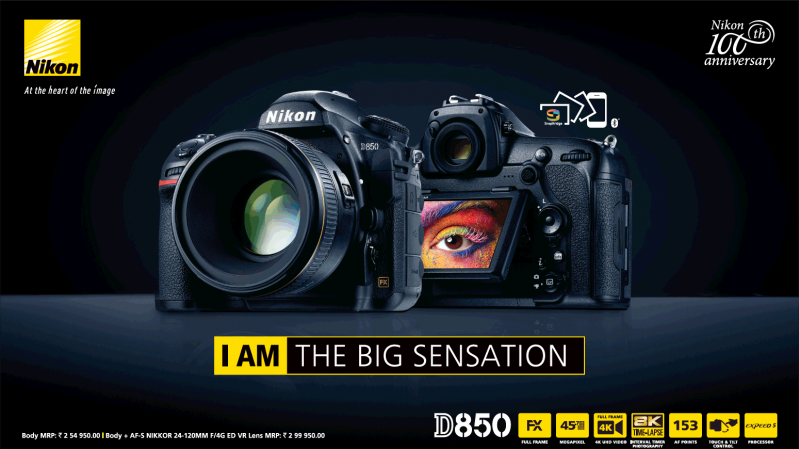 Nikon
At the heart of the image
Nikon
100th
anniversary
Nikon
D850
FX
SnapBridge
L
i
I AM THE BIG SENSATION
Body MRP: ₹ 2 54 950.00 I Body + AF-S NIKKOR 24-120MM F/4G ED VR Lens MRP: ₹ 2 99 950.00
D850
FX
FULL FRAME
45.7
MEGAPIXEL
FULL FRAME
4K
4K UHD VIDEO
8K
TIME-LAPSE
INTERVAL TIMER
PHOTOGRAPHY
153
AF POINTS
TOUCH & TILT
CONTROL
EXPEED 5
PROCESSOR